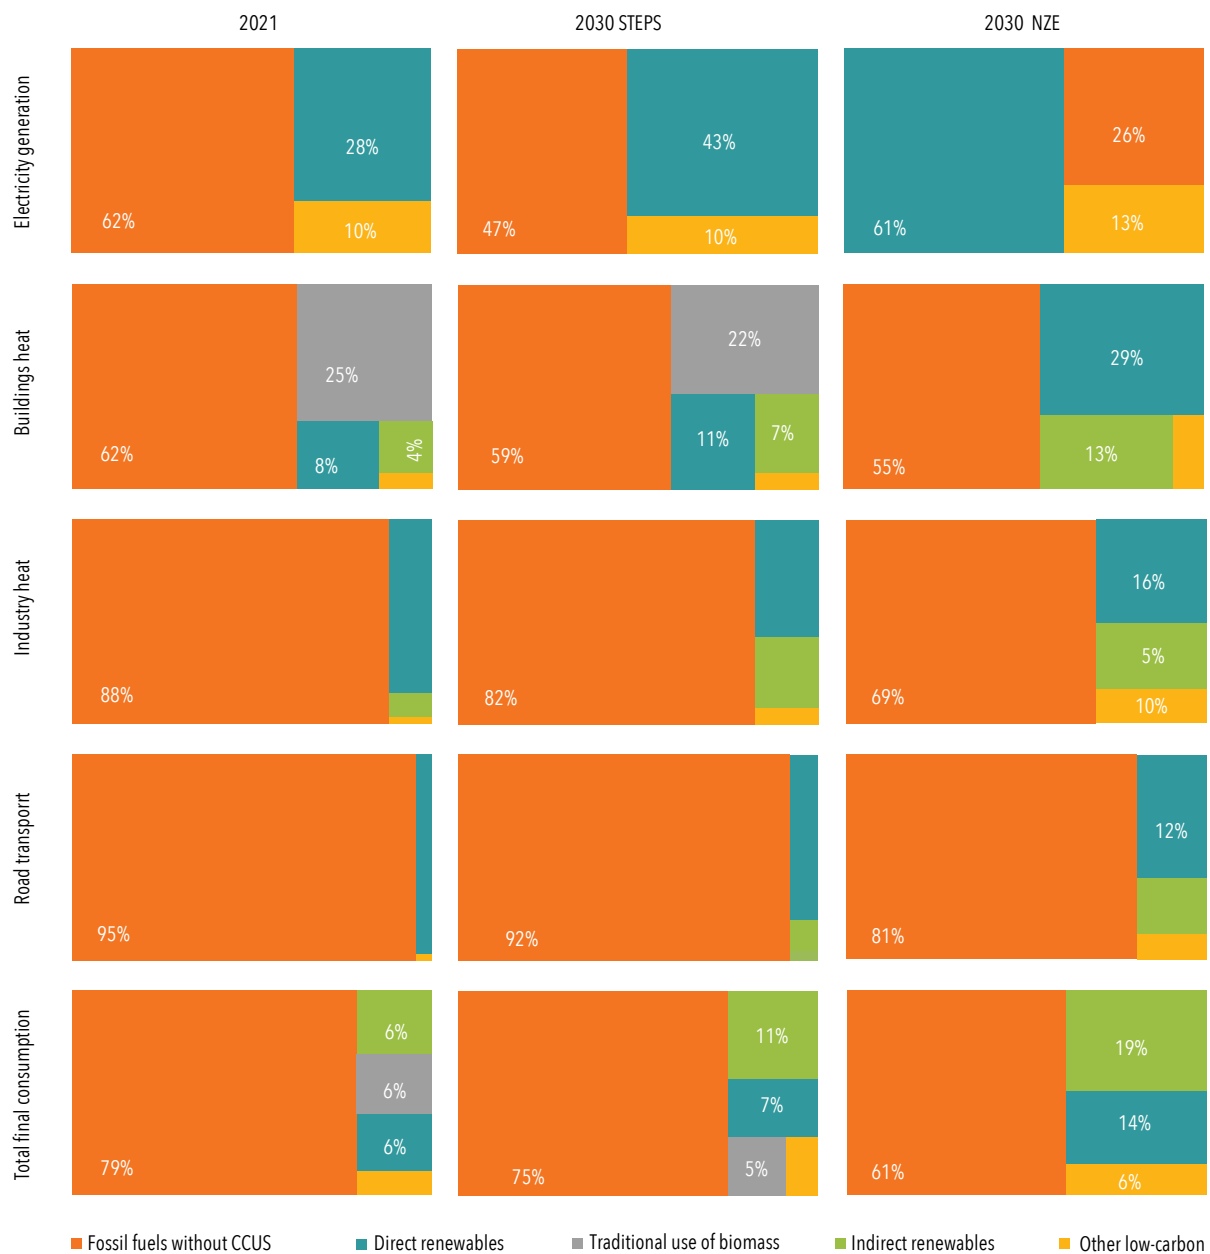 2021 2030 STEPS 2030 NZE
Electricity generation
62% 28% 10%
47% 43% 10%
61% 26% 13%
Buildings heat
62% 25% 8% 4%
59% 22% 11% 7%
55% 29% 13%
Industry heat
88%
82%
69% 16% 5% 10%
Road transporrt
95%
92%
81% 12%
Total final consumption
79% 6% 6% 6%
75% 11% 7% 5%
61% 19% 14% 6%
Fossil fuels without CCUS Direct renewables Traditional use of biomass Indirect renewables Other low-carbon